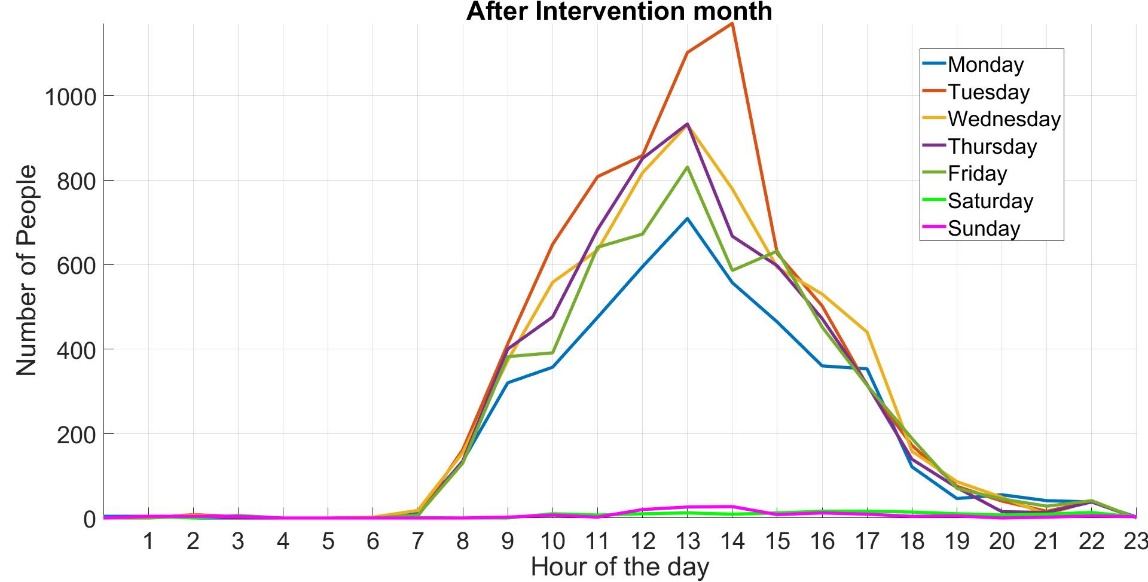 After Intervention month
Number of People
1000
800
600
400
200
0
Monday
Tuesday
Wednesday
Thursday
Friday
Saturday
Sunday
1 2 3 4 5 6 7 8 9 10 11 12 13 14 15 16 17 18 19 20 21 22 23
Hour of the day